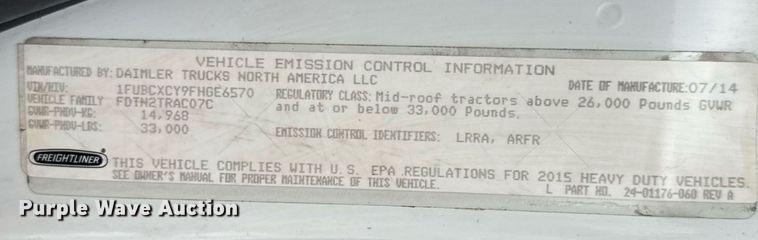 VEHICLE EMISSION CONTROL INFORMATION
MANUFACTURED BY: DAIMLER TRUCKS NORTH AMERICA LLC
DATE OF MANUFACTURE: 07/14
VIN/NIV: 1FUBCXCY9FHGE6570
VEHICLE FAMILY FDTN2TRAC07C
GVWR-PNBV-KG: 14,968
GVWR-PNBV-LBS: 33,000
REGULATORY CLASS: Mid-roof tractors above 26,000 Pounds GVWR
and at or below 33,000 Pounds.
EMISSION CONTROL IDENTIFIERS: LRRA, ARFR
FREIGHTLINER
THIS VEHICLE COMPLIES WITH U.S. EPA REGULATIONS FOR 2015 HEAVY DUTY VEHICLES.
SEE OWNER'S MANUAL FOR PROPER MAINTENANCE OF THIS VEHICLE.
L PART NO. 24-01176-060 REV A
Purple Wave Auction